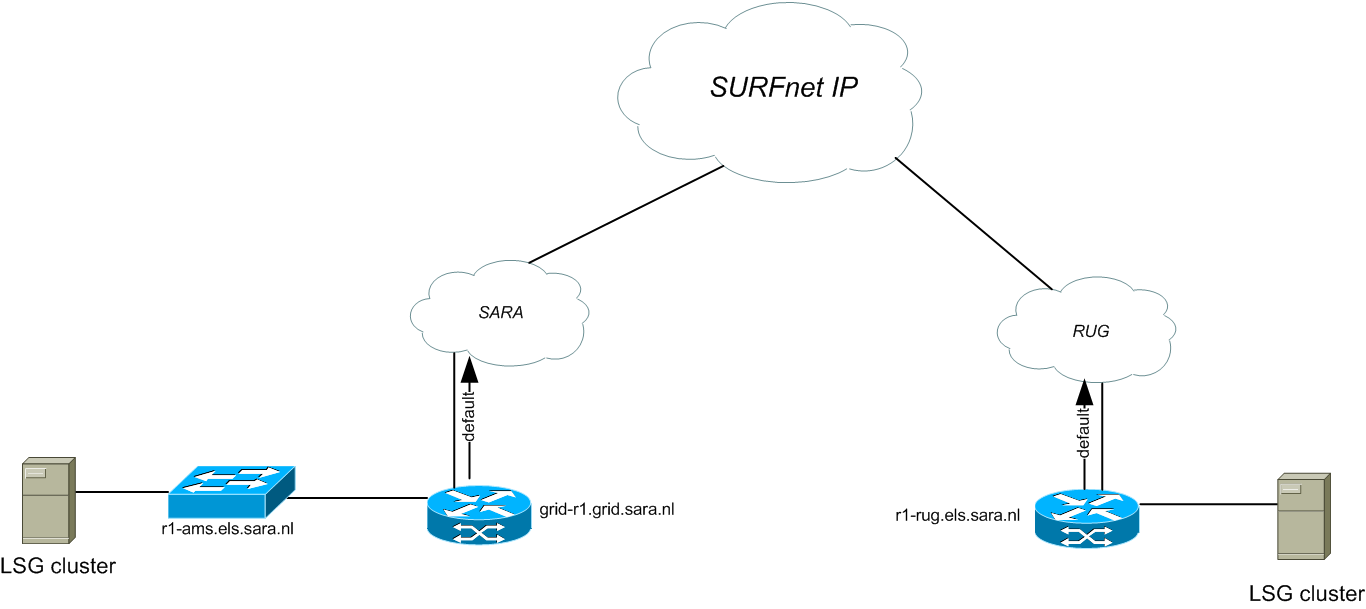 SURFnet IP
SARA
RUG
default
default
r1-ams.els.sara.nl
grid-r1.grid.sara.nl
r1-rug.els.sara.nl
LSG cluster
LSG cluster